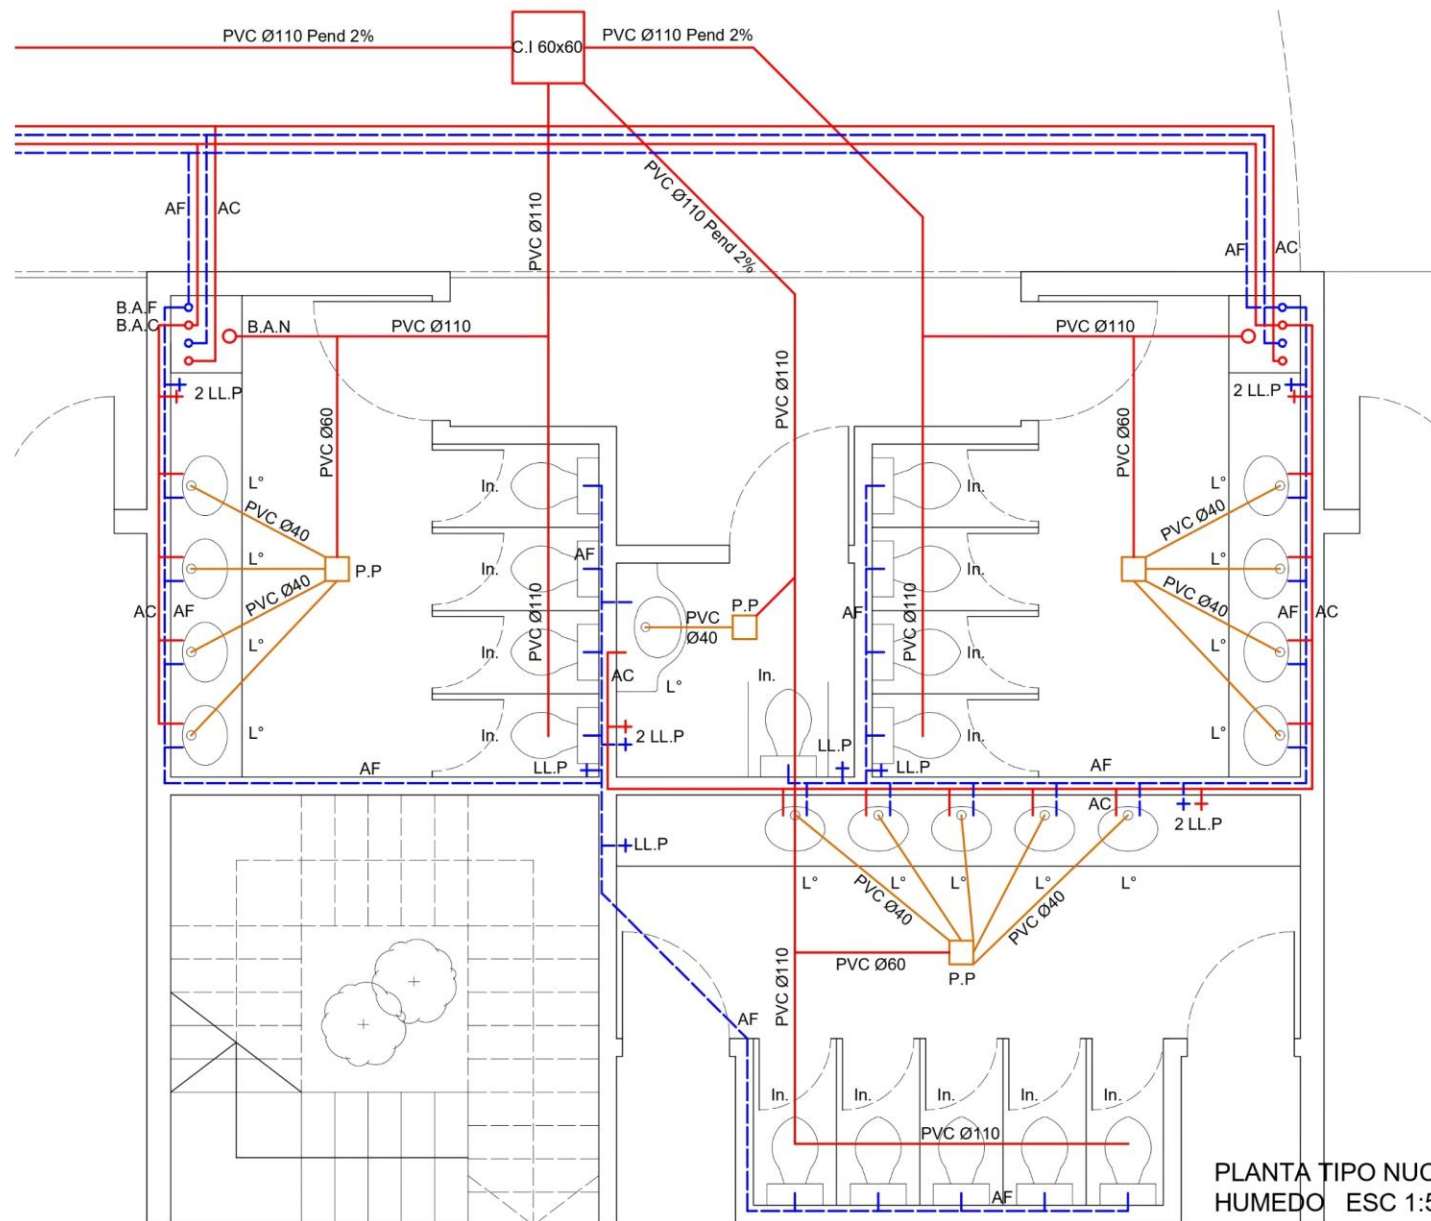 PVC Ø110 Pend 2%
C.I 60x60
PVC Ø110 Pend 2%
PVC Ø110
PVC Ø110 Pend 2%
AF
AC
AF
AC
B.A.F
B.A.C
B.A.N
PVC Ø110
PVC Ø110
PVC Ø110
2 LL.P
2 LL.P
PVC Ø60
PVC Ø60
L°
In.
In.
L°
PVC Ø40
PVC Ø40
L°
P.P
In.
AF
In.
L°
PVC Ø40
PVC Ø40
AC
AF
PVC Ø110
PVC
Ø40
P.P
AF
PVC Ø110
AF
AC
L°
In.
In.
L°
AC
L°
In.
L°
In.
2 LL.P
LL.P
In.
L°
AF
LL.P
LL.P
AF
AC
2 LL.P
LL.P
L°
L°
L°
L°
L°
PVC Ø40
PVC Ø40
PVC Ø60
P.P
PVC Ø110
AF
In.
In.
In.
In.
In.
PVC Ø110
AF
PLANTA TIPO NUC
HUMEDO ESC 1:5